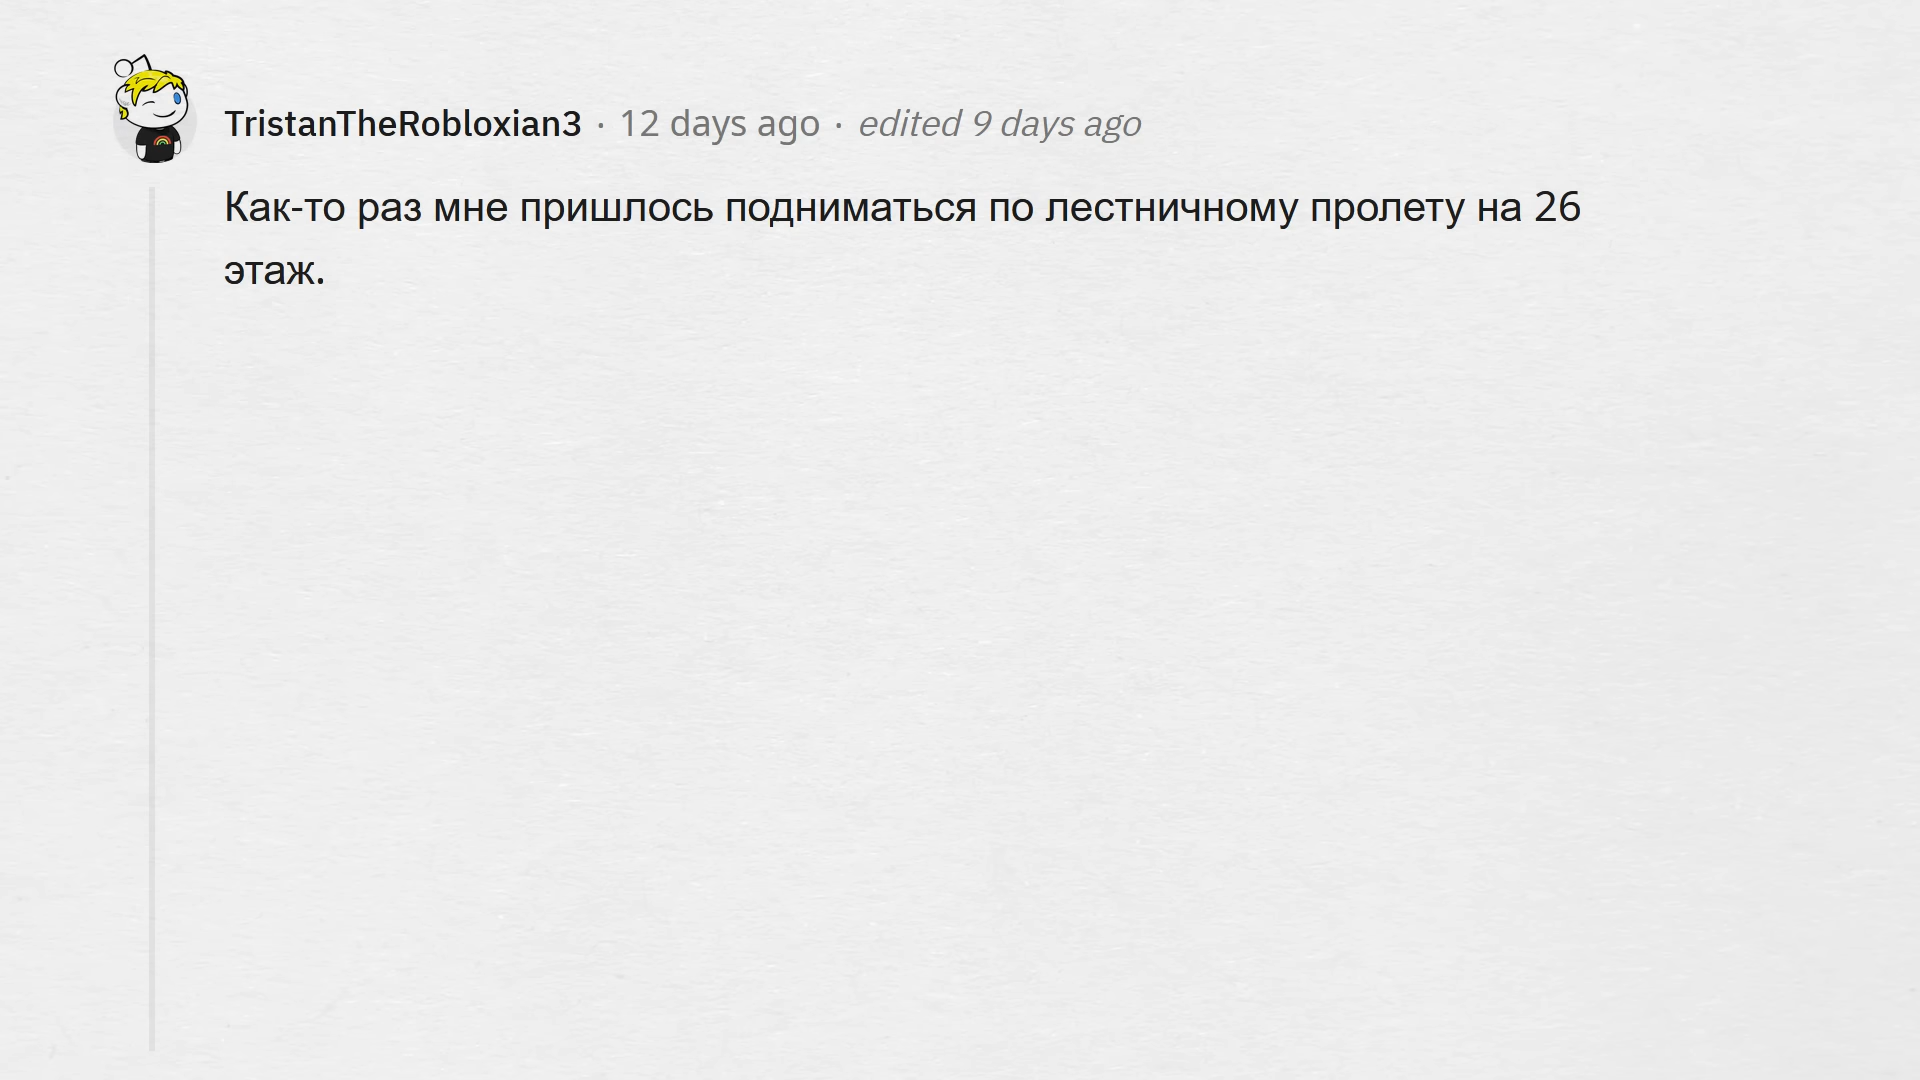 TristanTheRobloxian3 · 12 days ago · edited 9 days ago
Как-то раз мне пришлось подниматься по лестничному пролету на 26
этаж.